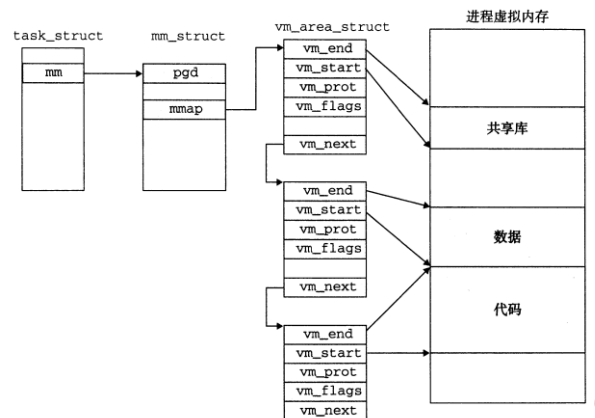 进程虚拟内存
task_struct
mm_struct
vm_area_struct
mm
pgd
mmap
vm_end
vm_start
vm_prot
vm_flags
vm_next
vm_end
vm_start
vm_prot
vm_flags
vm_next
vm_end
vm_start
vm_prot
vm_flags
vm_next
共享库
数据
代码